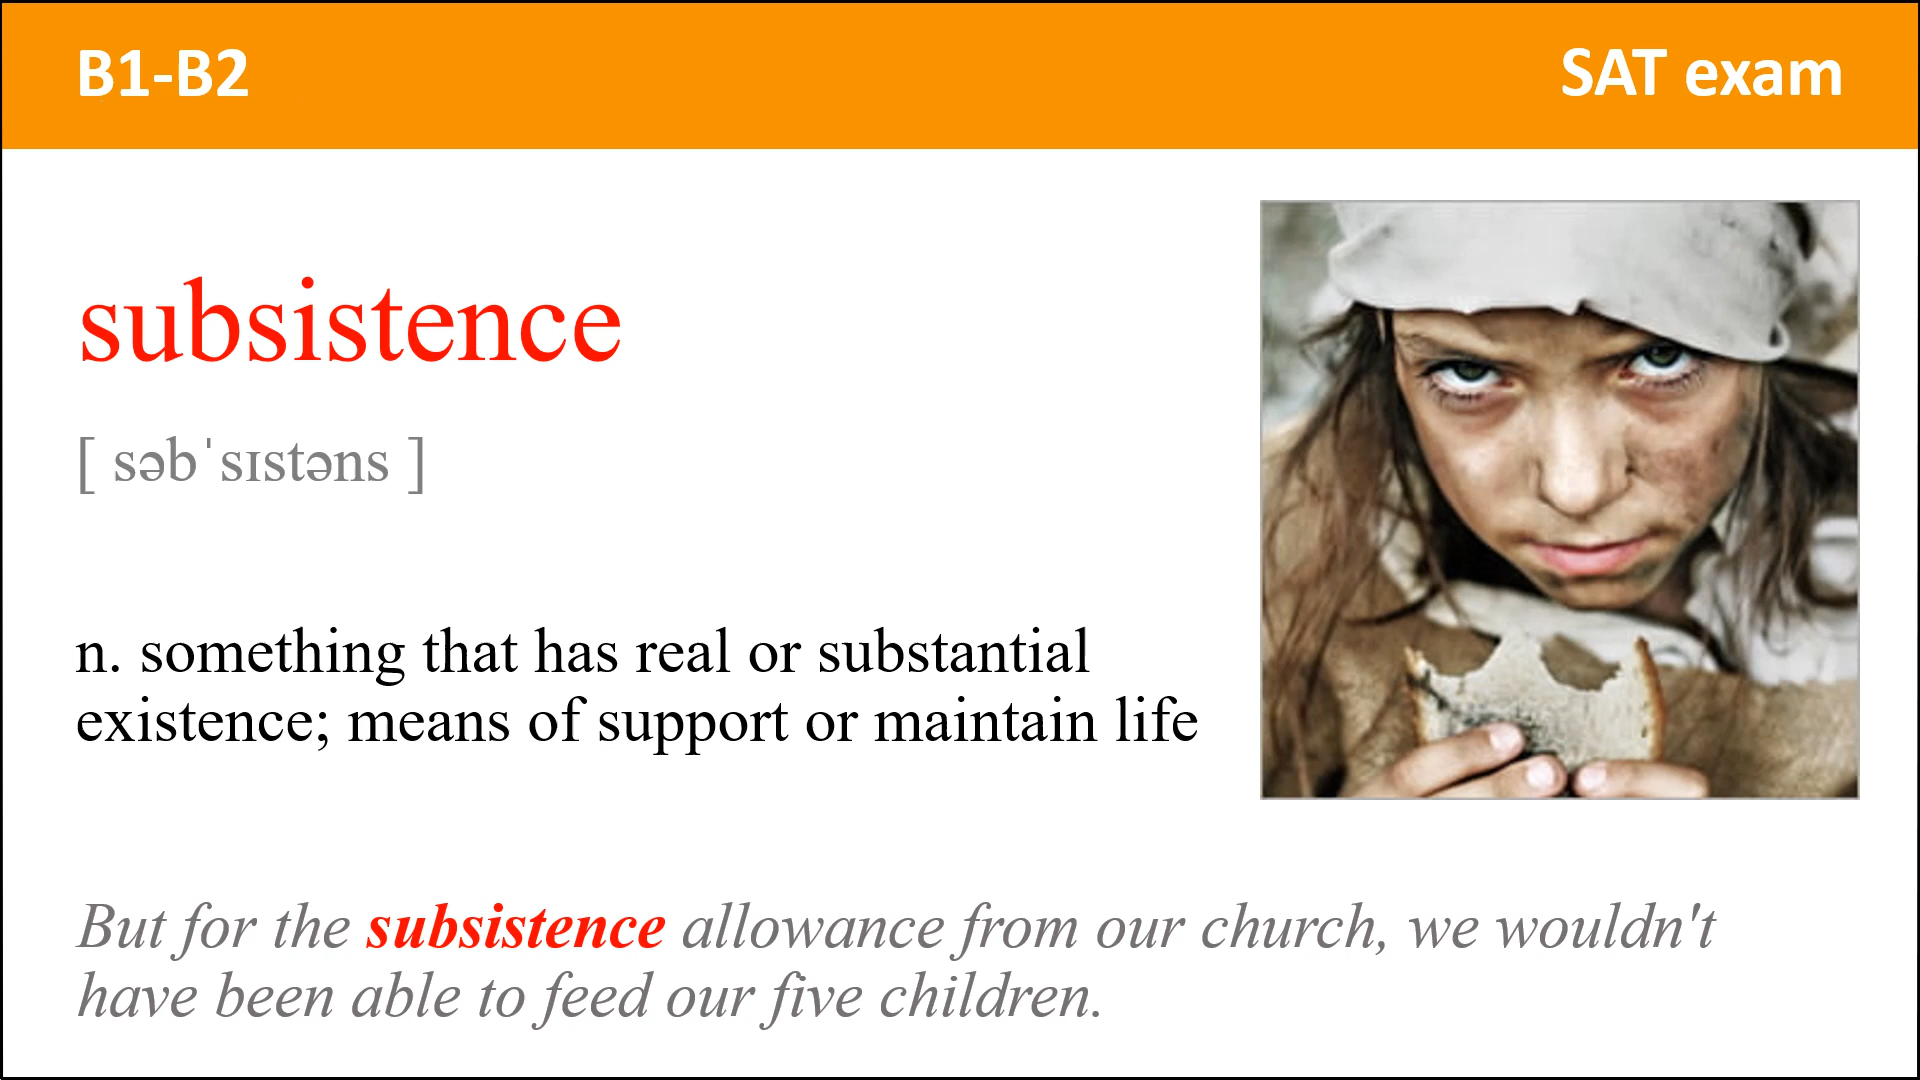 B1-B2
SAT exam
subsistence
[ səbˈsɪstəns ]
n. something that has real or substantial
existence; means of support or maintain life
But for the subsistence allowance from our church, we wouldn't
have been able to feed our five children.